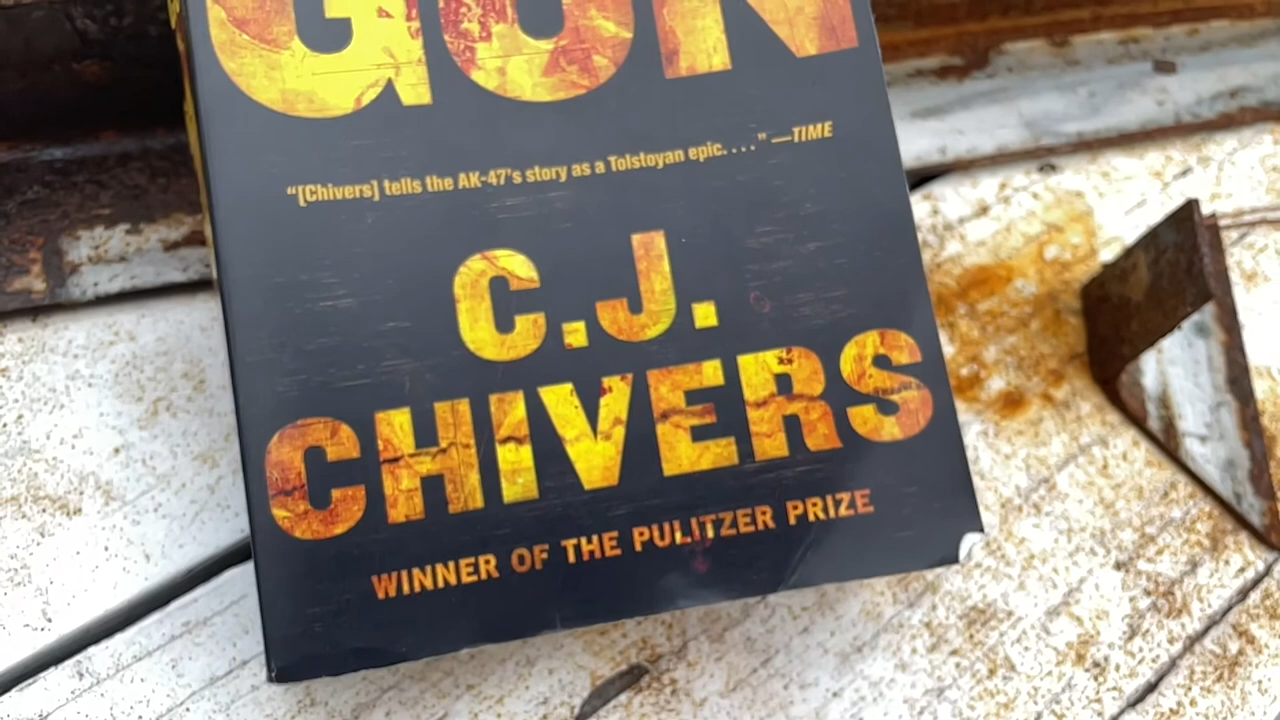 GUN
“[Chivers] tells the AK-47’s story as a Tolstoyan epic. . . .” —TIME
C.J.
CHIVERS
WINNER OF THE PULITZER PRIZE